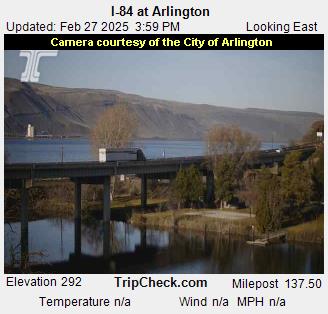 I-84 at Arlington
Updated: Feb 27 2025 3:59 PM Looking East
Camera courtesy of the City of Arlington
Elevation 292 TripCheck.com Milepost 137.50
Temperature n/a Wind n/a MPH n/a